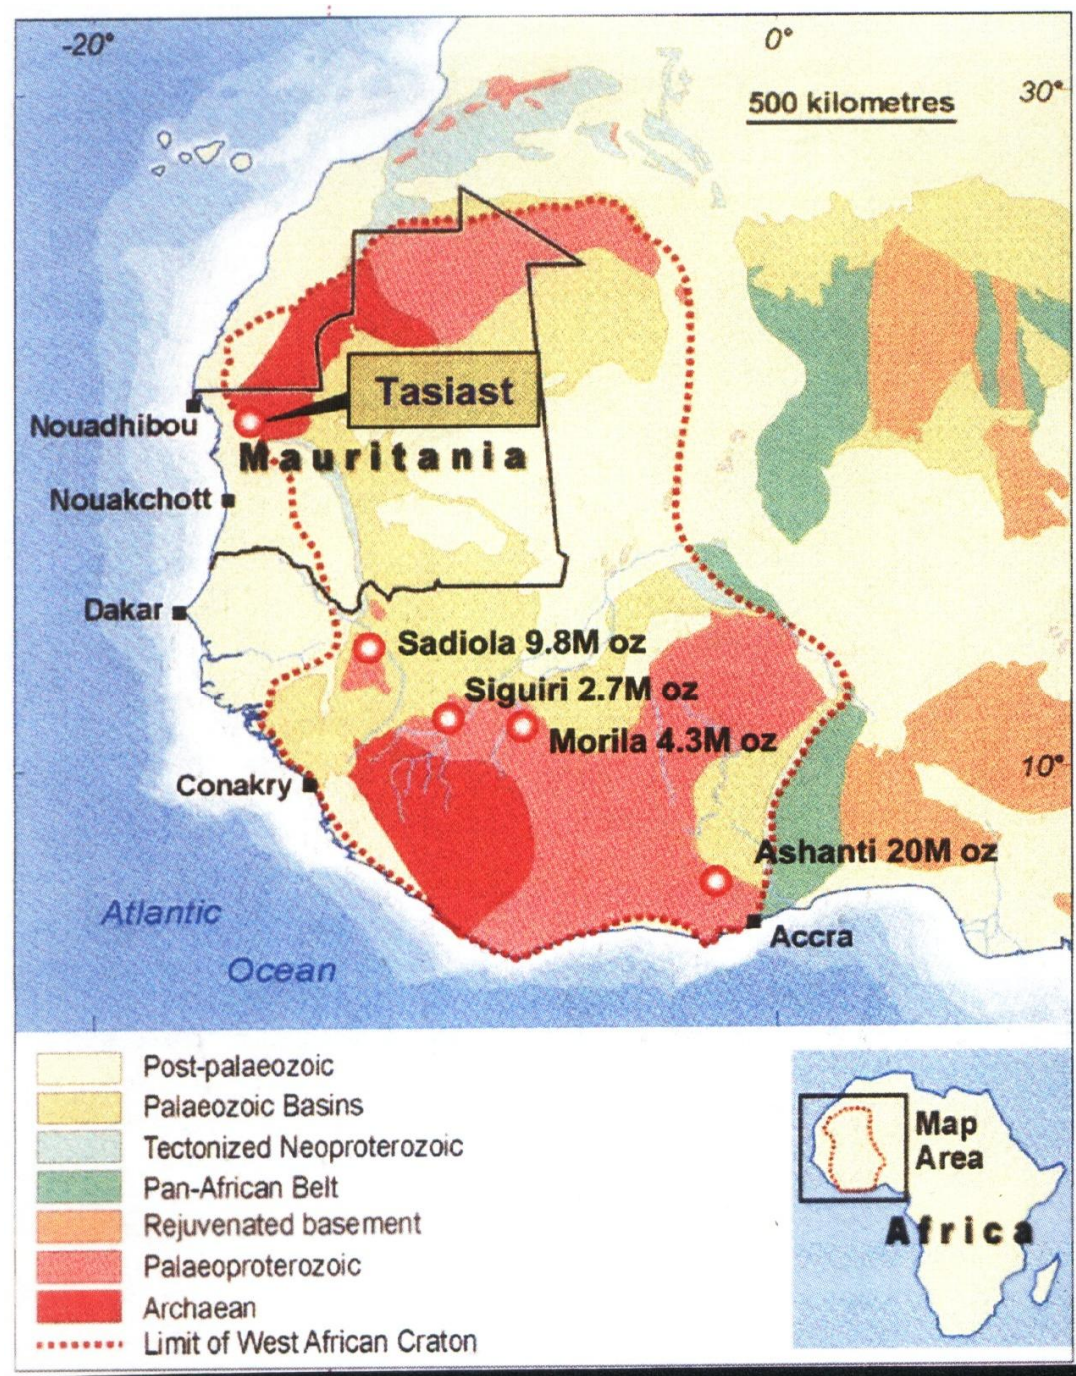 -20°
0°
30°
500 kilometres
Tasiast
Nouadhibou
Mauritania
Nouakchott
Dakar
Sadiola 9.8M oz
Siguiri 2.7M oz
Morila 4.3M oz
10°
Conakry
Ashanti 20M oz
Atlantic
Ocean
Accra
Post-palaeozoic
Palaeozoic Basins
Tectonized Neoproterozoic
Pan-African Belt
Rejuvenated basement
Palaeoproterozoic
Archaean
Limit of West African Craton
Map
Area
Africa